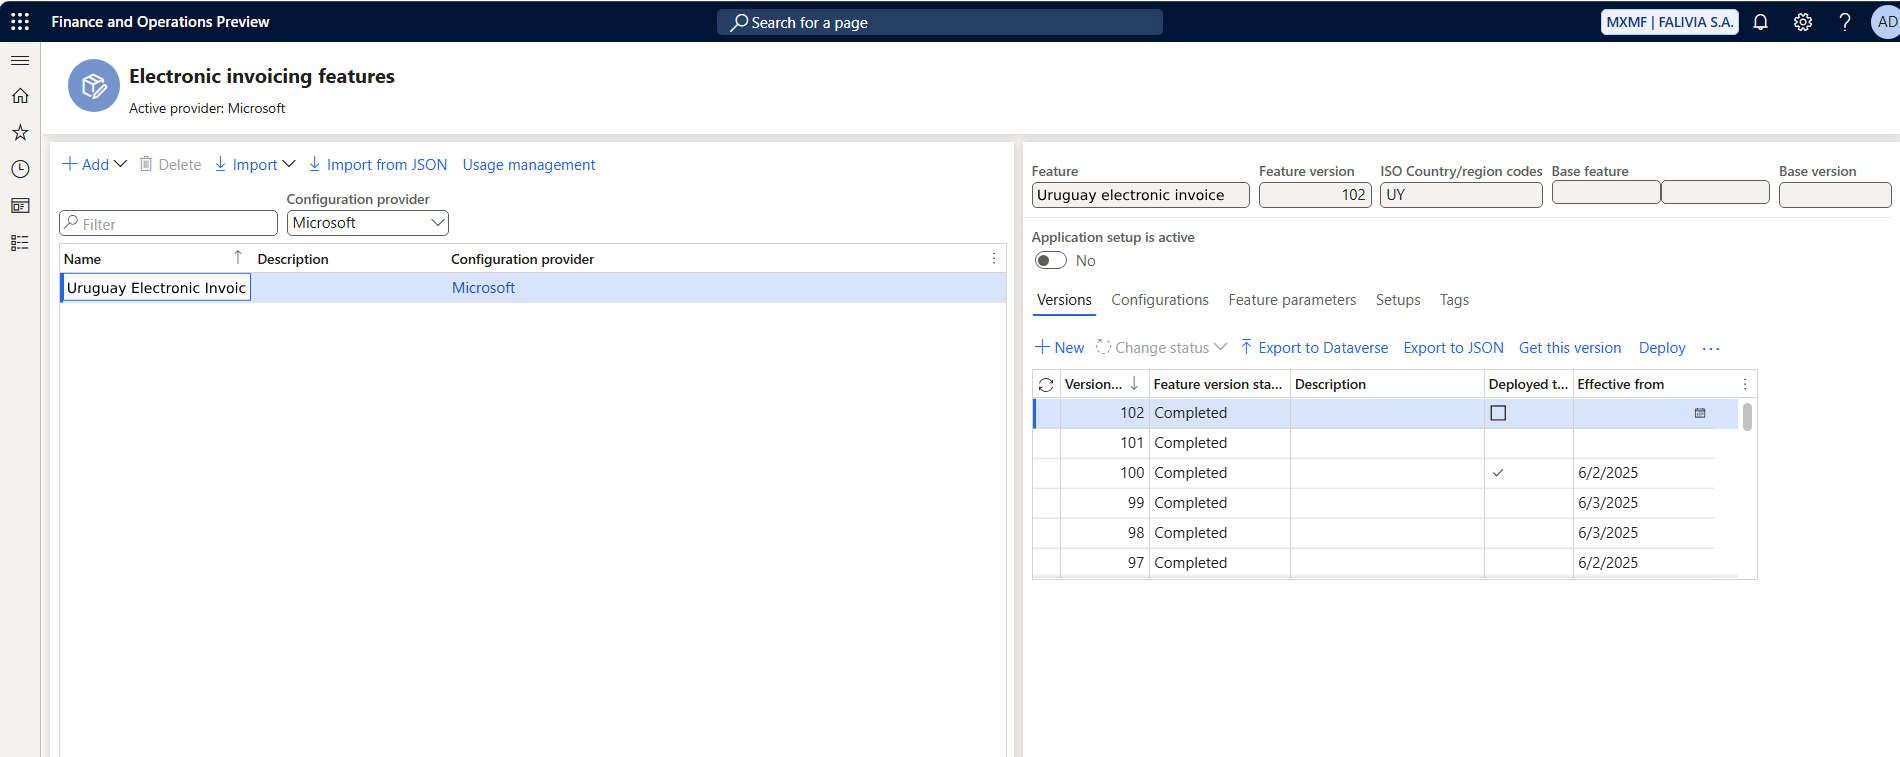 Finance and Operations Preview
Search for a page
MXMF | FALIVIA S.A.
AD
Electronic invoicing features
Active provider: Microsoft
Add
Delete
Import
Import from JSON
Usage management
Configuration provider
Filter
Microsoft
Name
Description
Configuration provider
Uruguay Electronic Invoic
Microsoft
Feature
Feature version
ISO Country/region codes
Base feature
Base version
Uruguay electronic invoice
102
UY
Application setup is active
No
Versions
Configurations
Feature parameters
Setups
Tags
New
Change status
Export to Dataverse
Export to JSON
Get this version
Deploy
...
Version...
Feature version sta...
Description
Deployed t...
Effective from
102 Completed
101 Completed
100 Completed 6/2/2025
99 Completed 6/3/2025
98 Completed 6/3/2025
97 Completed 6/2/2025